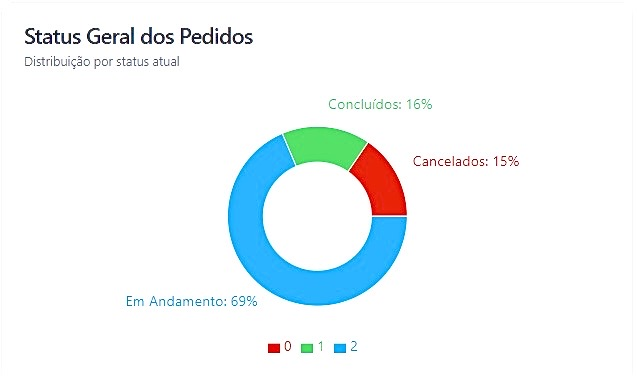 Status Geral dos Pedidos
Distribuição por status atual
Concluídos: 16%
Cancelados: 15%
Em Andamento: 69%
0 1 2